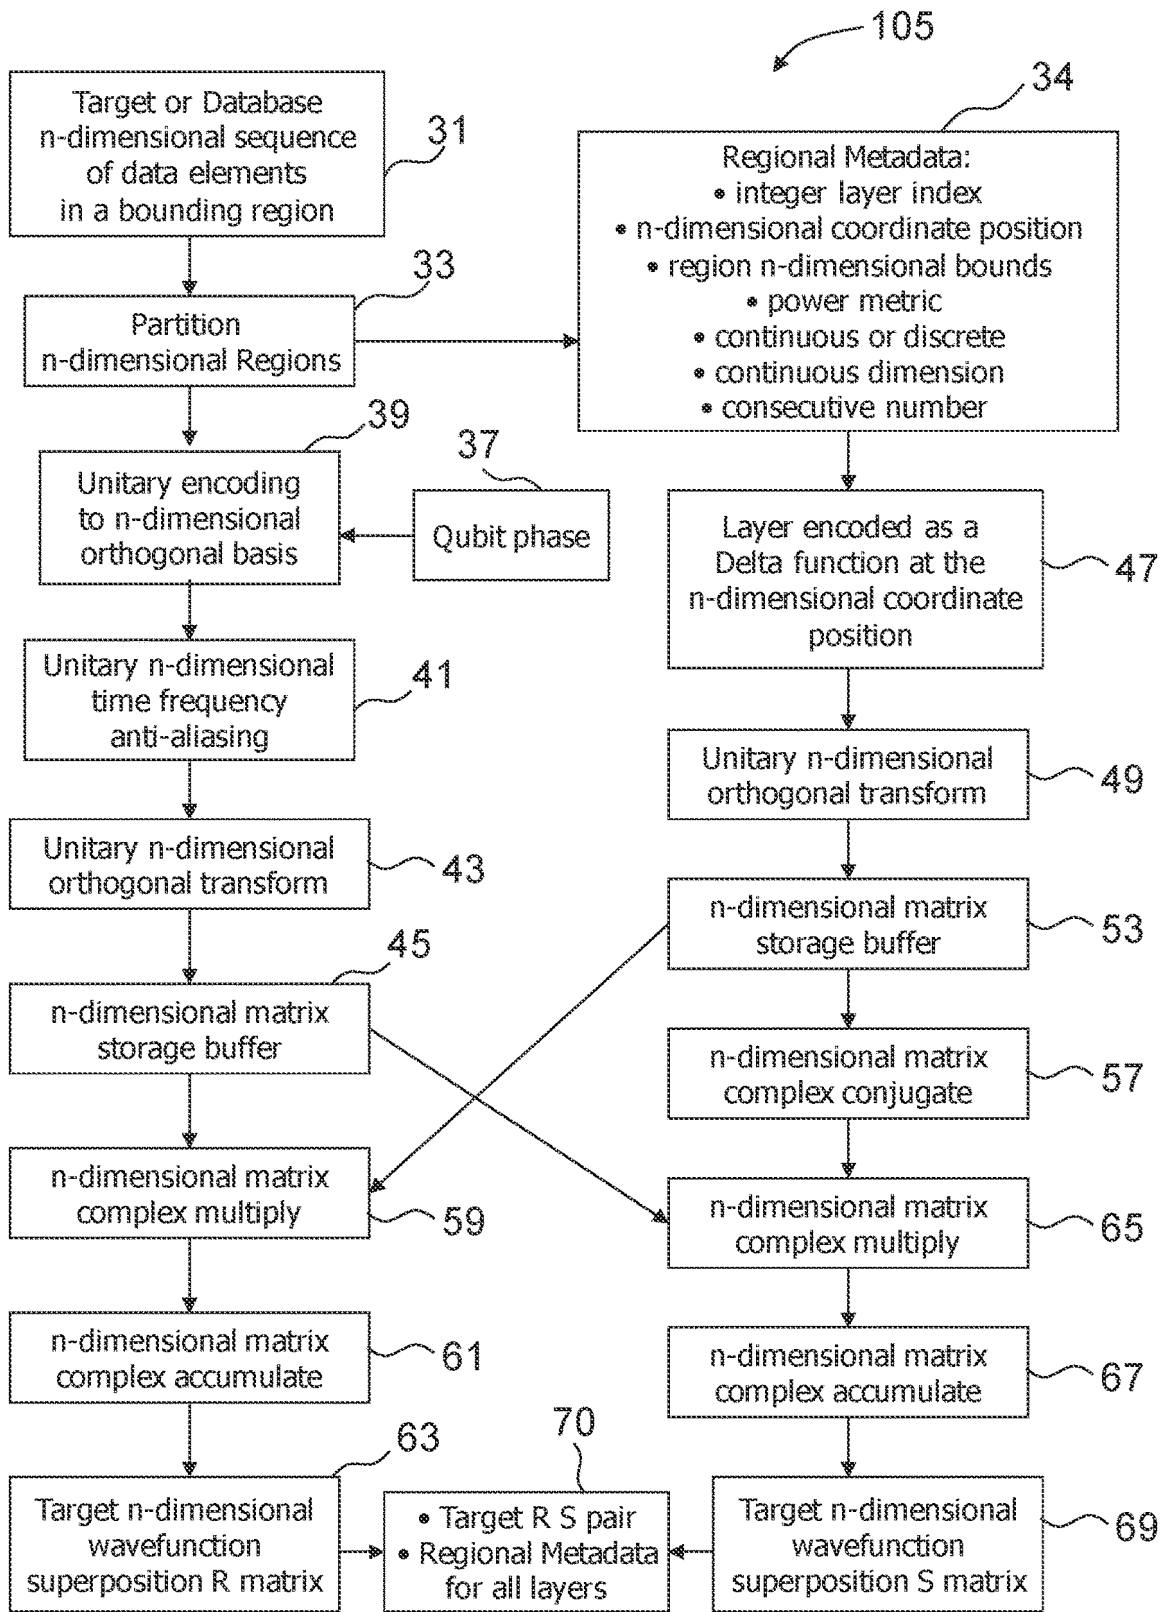 105
Target or Database
n-dimensional sequence
of data elements
in a bounding region
31
34
Regional Metadata:
• integer layer index
• n-dimensional coordinate position
• region n-dimensional bounds
• power metric
• continuous or discrete
• continuous dimension
• consecutive number
33
Partition
n-dimensional Regions
39
Unitary encoding
to n-dimensional
orthogonal basis
37
Qubit phase
Layer encoded as a
Delta function at the
n-dimensional coordinate
position
47
Unitary n-dimensional
time frequency
anti-aliasing
41
Unitary n-dimensional
orthogonal transform
49
Unitary n-dimensional
orthogonal transform
43
n-dimensional matrix
storage buffer
53
45
n-dimensional matrix
storage buffer
n-dimensional matrix
complex conjugate
57
n-dimensional matrix
complex multiply
59
n-dimensional matrix
complex multiply
65
n-dimensional matrix
complex accumulate
61
n-dimensional matrix
complex accumulate
67
63
Target n-dimensional
wavefunction
superposition R matrix
70
• Target R S pair
• Regional Metadata
for all layers
Target n-dimensional
wavefunction
superposition S matrix
69